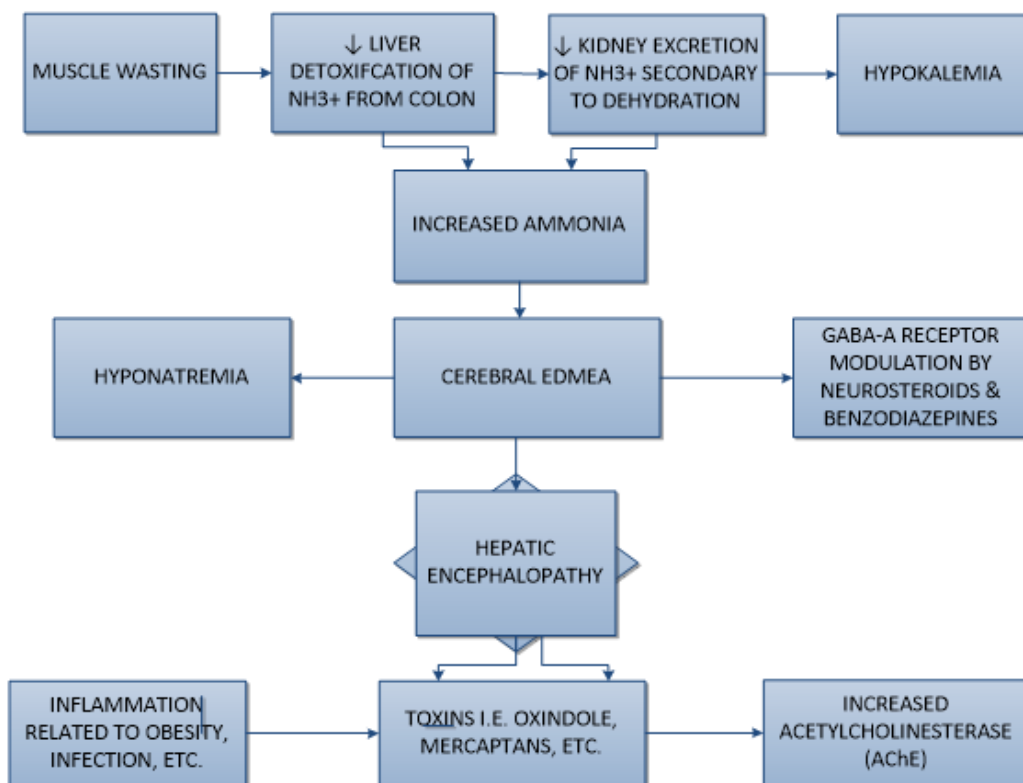 MUSCLE WASTING
↓ LIVER
DETOXIFCATION OF
NH3+ FROM COLON
↓ KIDNEY EXCRETION
OF NH3+ SECONDARY
TO DEHYDRATION
HYPOKALEMIA
INCREASED AMMONIA
HYPONATREMIA
CEREBRAL EDMEA
GABA-A RECEPTOR
MODULATION BY
NEUROSTEROIDS &
BENZODIAZEPINES
HEPATIC
ENCEPHALOPATHY
INFLAMMATION
RELATED TO OBESITY,
INFECTION, ETC.
TOXINS I.E. OXINDOLE,
MERCAPTANS, ETC.
INCREASED
ACETYLCHOLINESTERASE
(AChE)